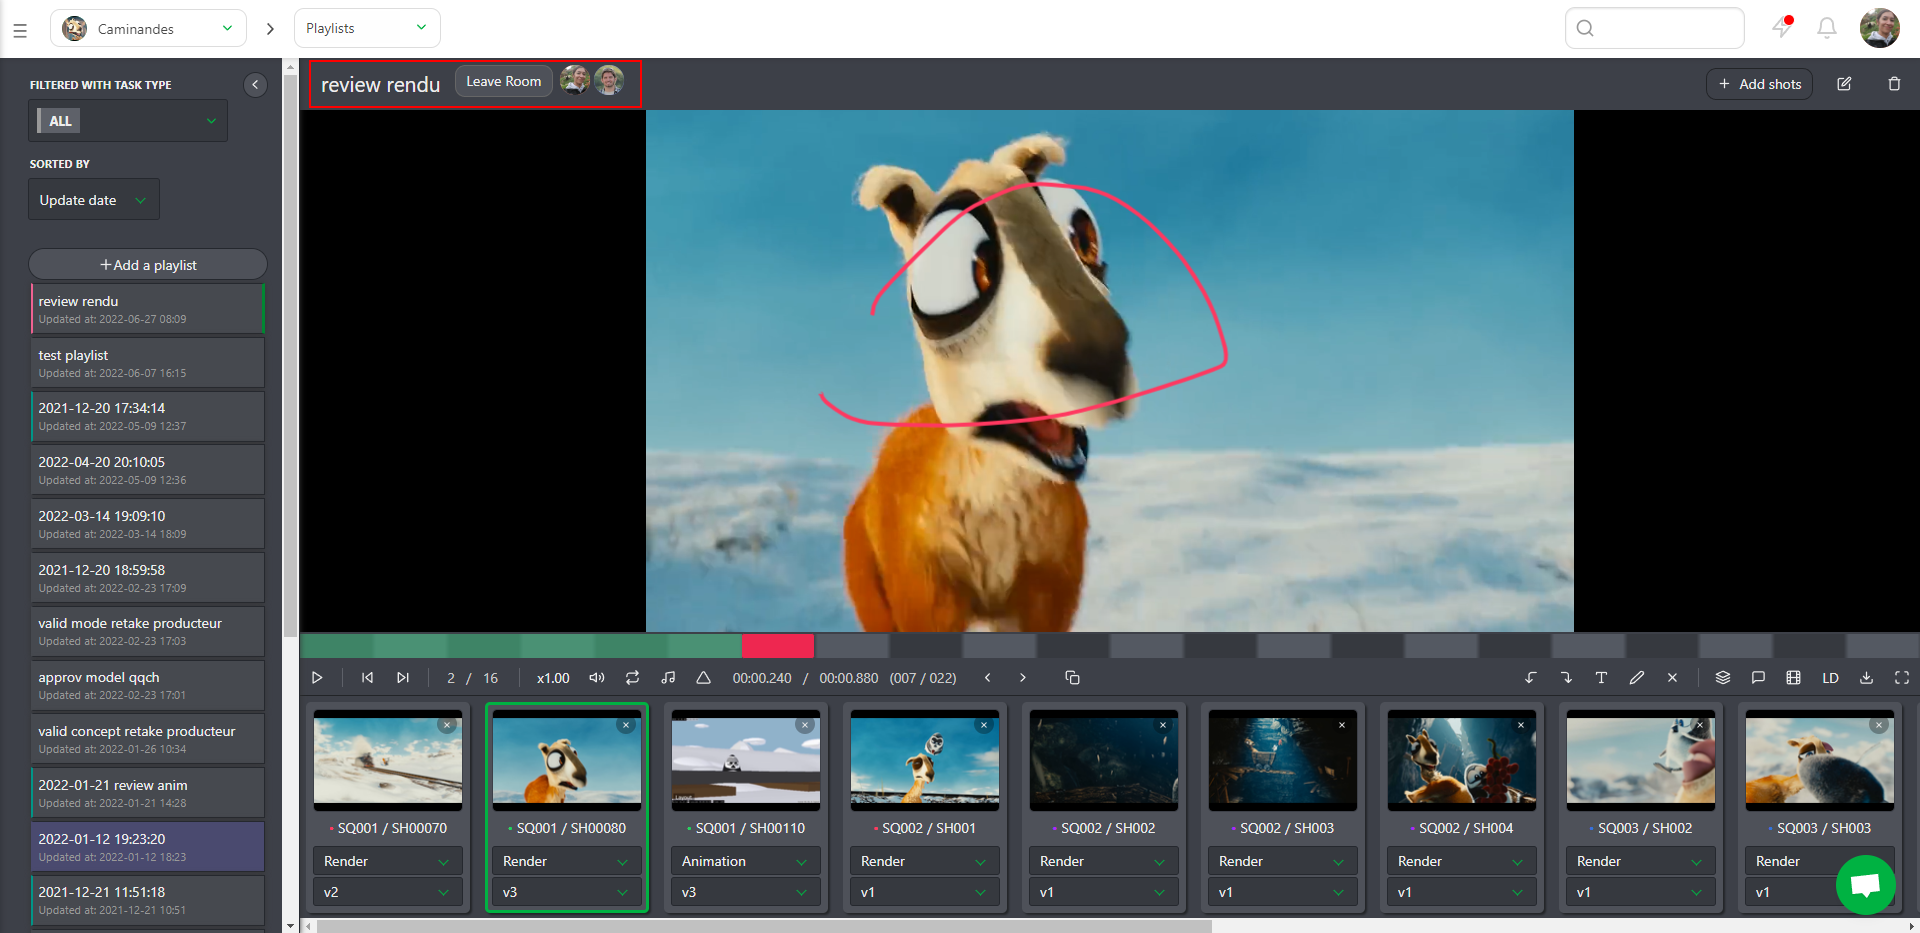 Caminandes
Playlists
FILTERED WITH TASK TYPE
ALL
SORTED BY
Update date
+Add a playlist
review rendu
Updated at: 2022-06-27 08:09
test playlist
Updated at: 2022-06-07 16:15
2021-12-20 17:34:14
Updated at: 2022-05-09 12:37
2022-04-20 20:10:05
Updated at: 2022-05-09 12:36
2022-03-14 19:09:10
Updated at: 2022-03-14 18:09
2021-12-20 18:59:58
Updated at: 2022-02-23 17:09
valid mode retake producteur
Updated at: 2022-02-23 17:03
approv model qqch
Updated at: 2022-02-23 17:01
valid concept retake producteur
Updated at: 2022-01-26 10:34
2022-01-21 review anim
Updated at: 2022-01-21 14:28
2022-01-12 19:23:20
Updated at: 2022-01-12 18:23
2021-12-21 11:51:18
Updated at: 2021-12-21 10:51
review rendu Leave Room
+ Add shots
2 / 16 x1.00 00:00.240 / 00:00.880 (007 / 022)
T LD
SQ001 / SH00070
Render
v2
SQ001 / SH00080
Render
v3
SQ001 / SH00110
Animation
v3
SQ002 / SH001
Render
v1
SQ002 / SH002
Render
v1
SQ002 / SH003
Render
v1
SQ002 / SH004
Render
v1
SQ003 / SH002
Render
v1
SQ003 / SH003
Render
v1